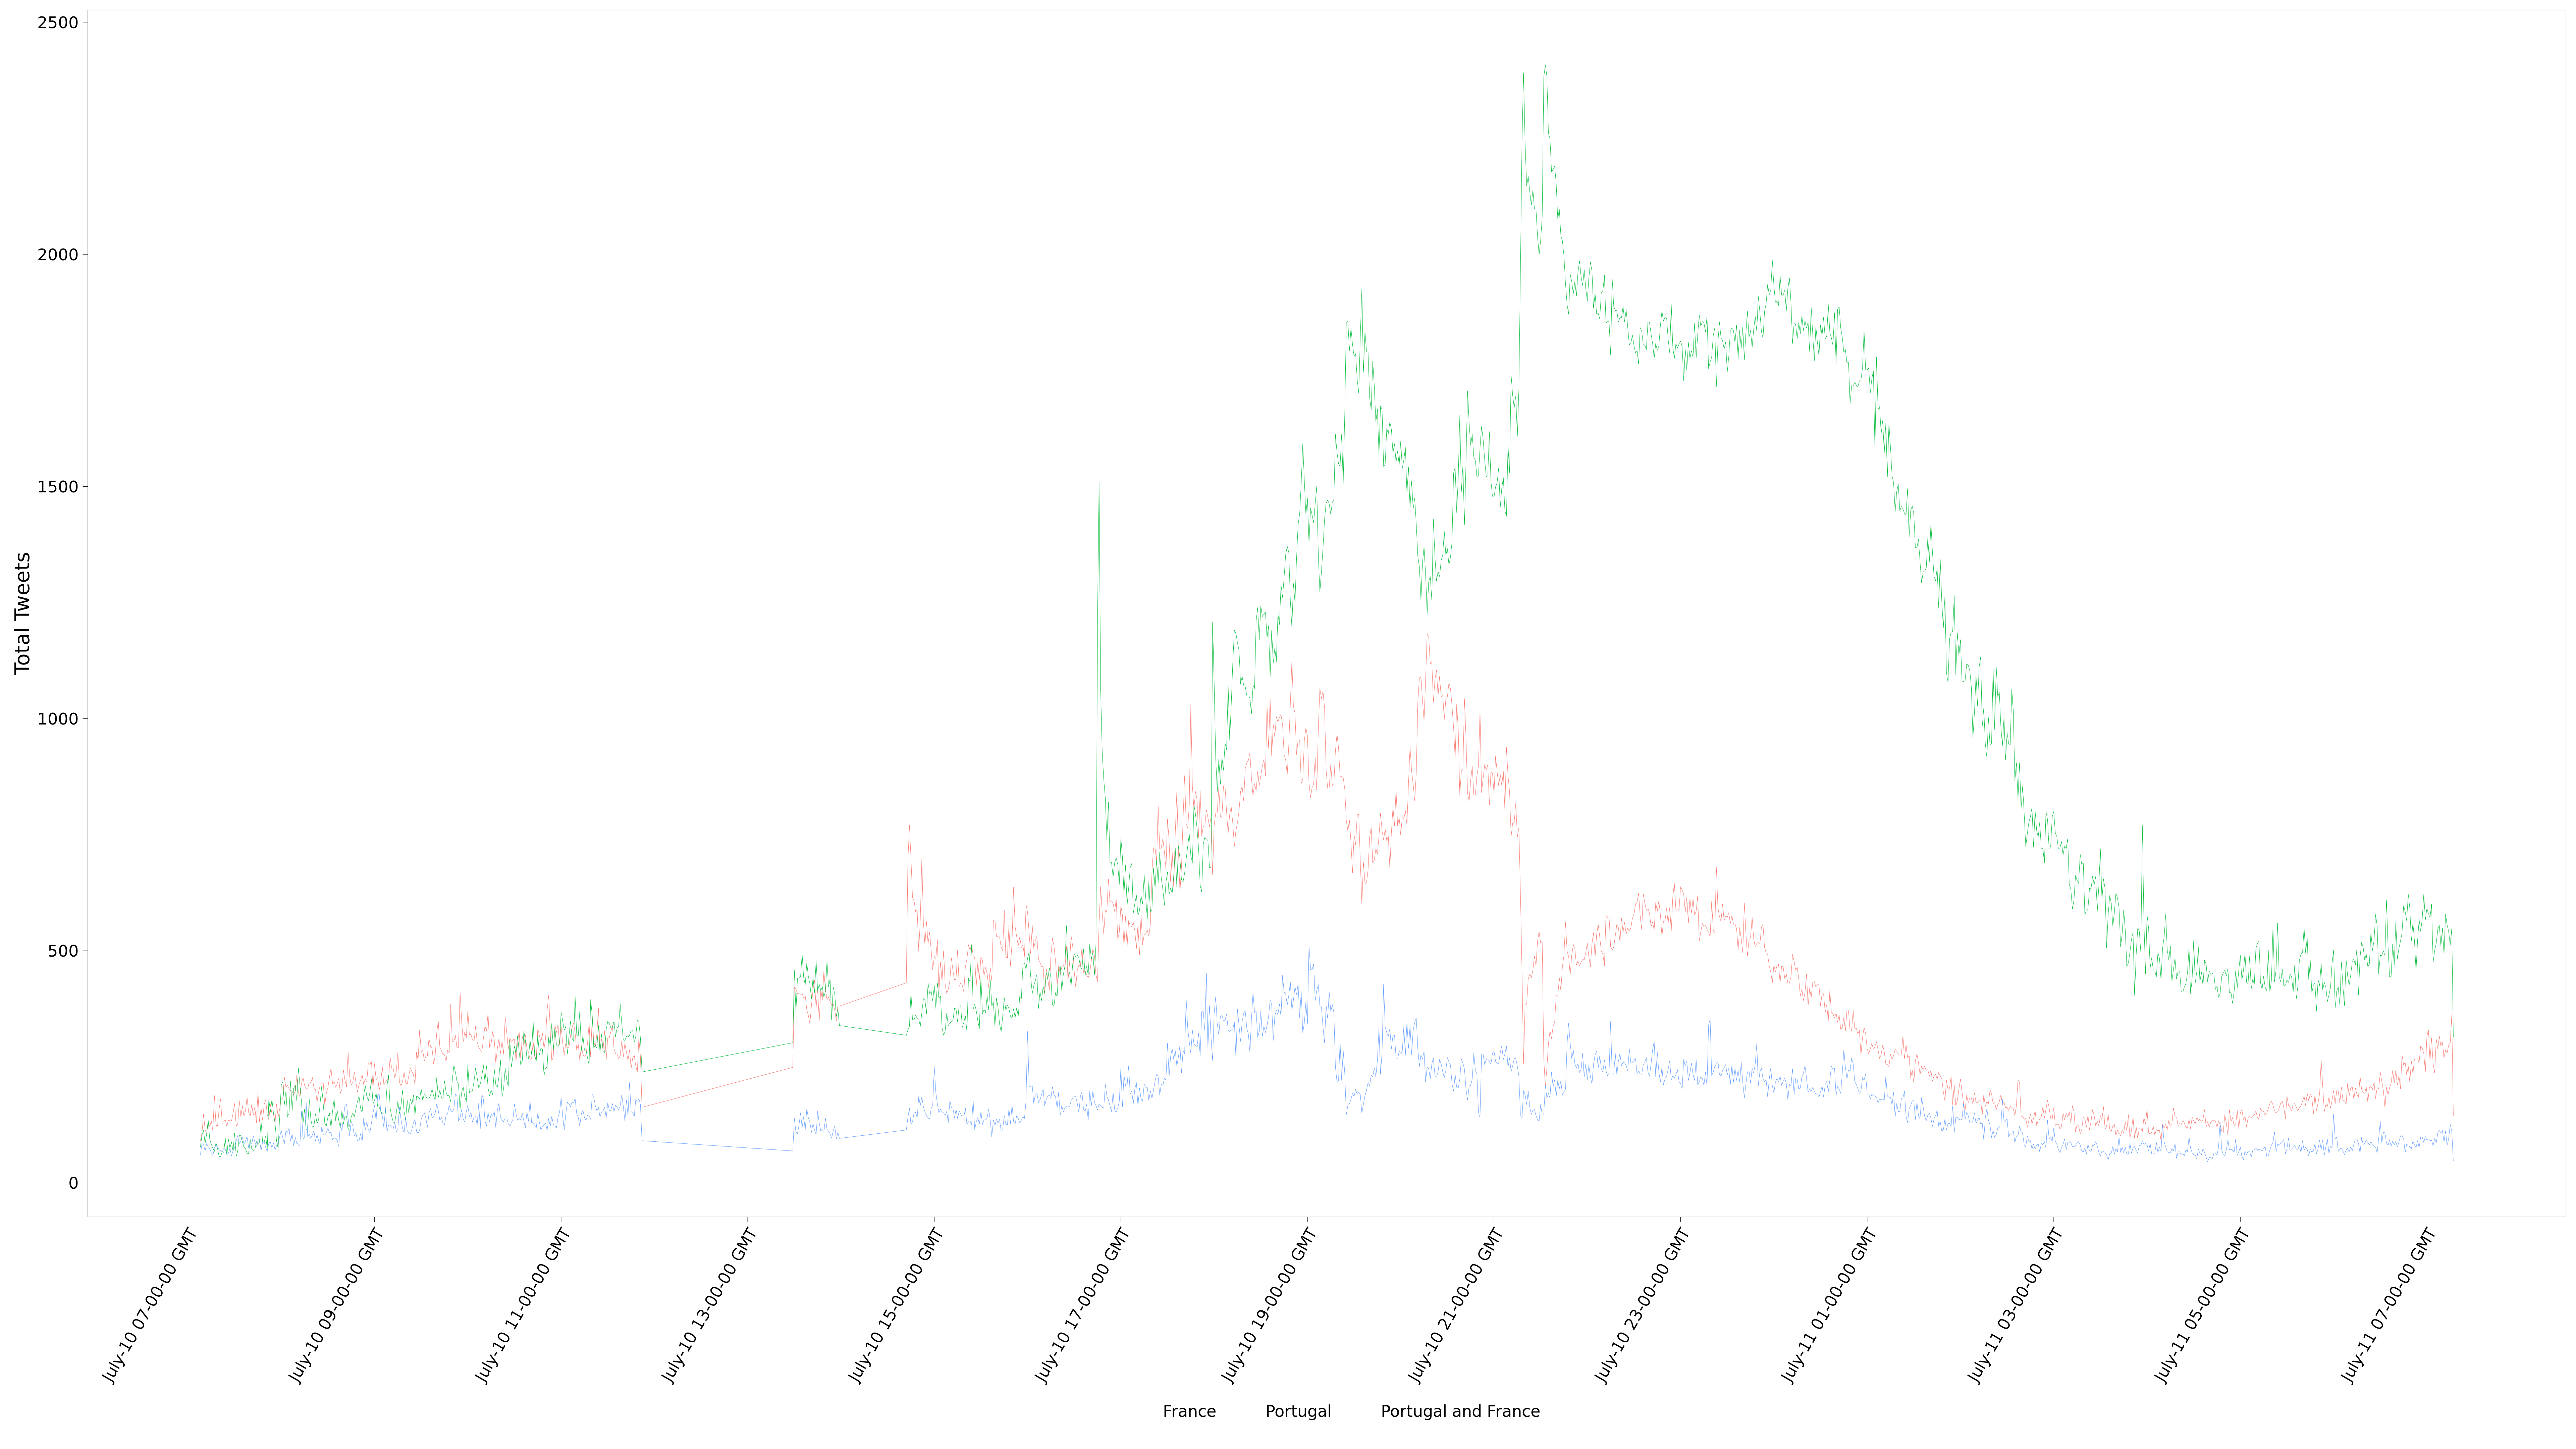 Total Tweets
2500
2000
1500
1000
500
0
July-10 07-00-00 GMT
July-10 09-00-00 GMT
July-10 11-00-00 GMT
July-10 13-00-00 GMT
July-10 15-00-00 GMT
July-10 17-00-00 GMT
July-10 19-00-00 GMT
July-10 21-00-00 GMT
July-10 23-00-00 GMT
July-11 01-00-00 GMT
July-11 03-00-00 GMT
July-11 05-00-00 GMT
July-11 07-00-00 GMT
France Portugal Portugal and France